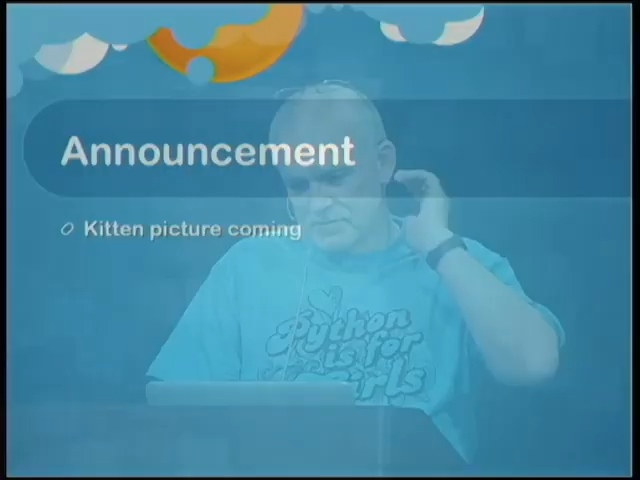 Announcement
Kitten picture coming
Python
is for